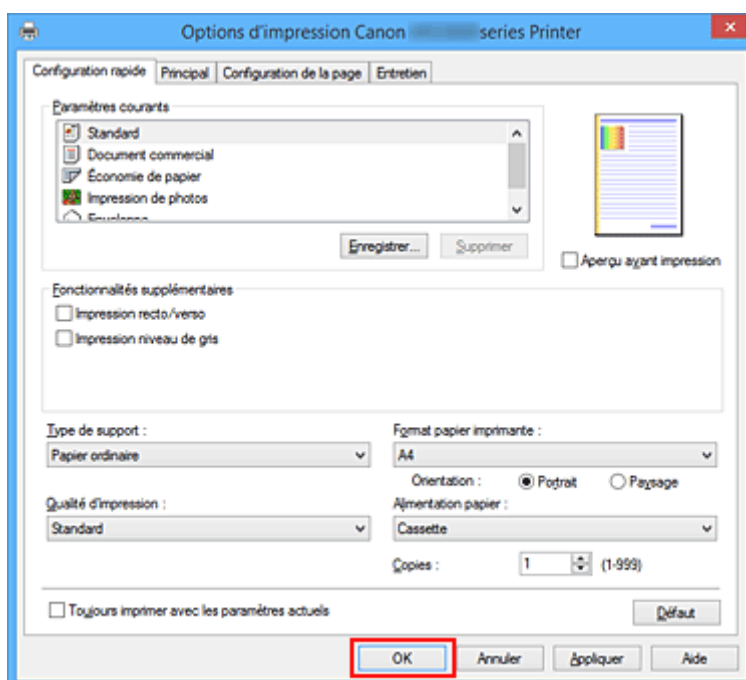 Options d'impression Canon series Printer
Configuration rapide Principal Configuration de la page Entretien
Paramètres courants
Standard
Document commercial
Économie de papier
Impression de photos
Enregistrer... Supprimer
Aperçu avant impression
Fonctionnalités supplémentaires
Impression recto/verso
Impression niveau de gris
Type de support :
Papier ordinaire
Format papier imprimante :
A4
Orientation : Portrait Paysage
Qualité d'impression :
Standard
Alimentation papier :
Cassette
Copies : 1 (1-999)
Toujours imprimer avec les paramètres actuels
Défaut
OK Annuler Appliquer Aide